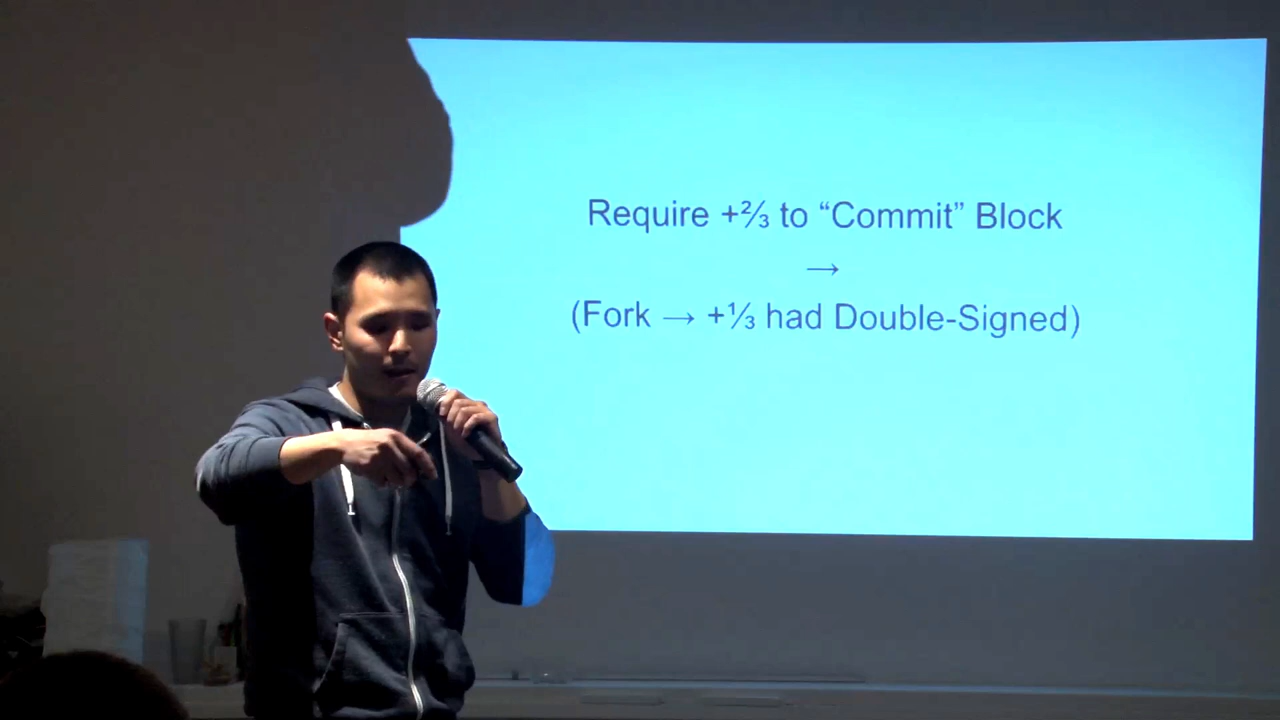 Require +⅔ to “Commit” Block
→
(Fork → +⅓ had Double-Signed)